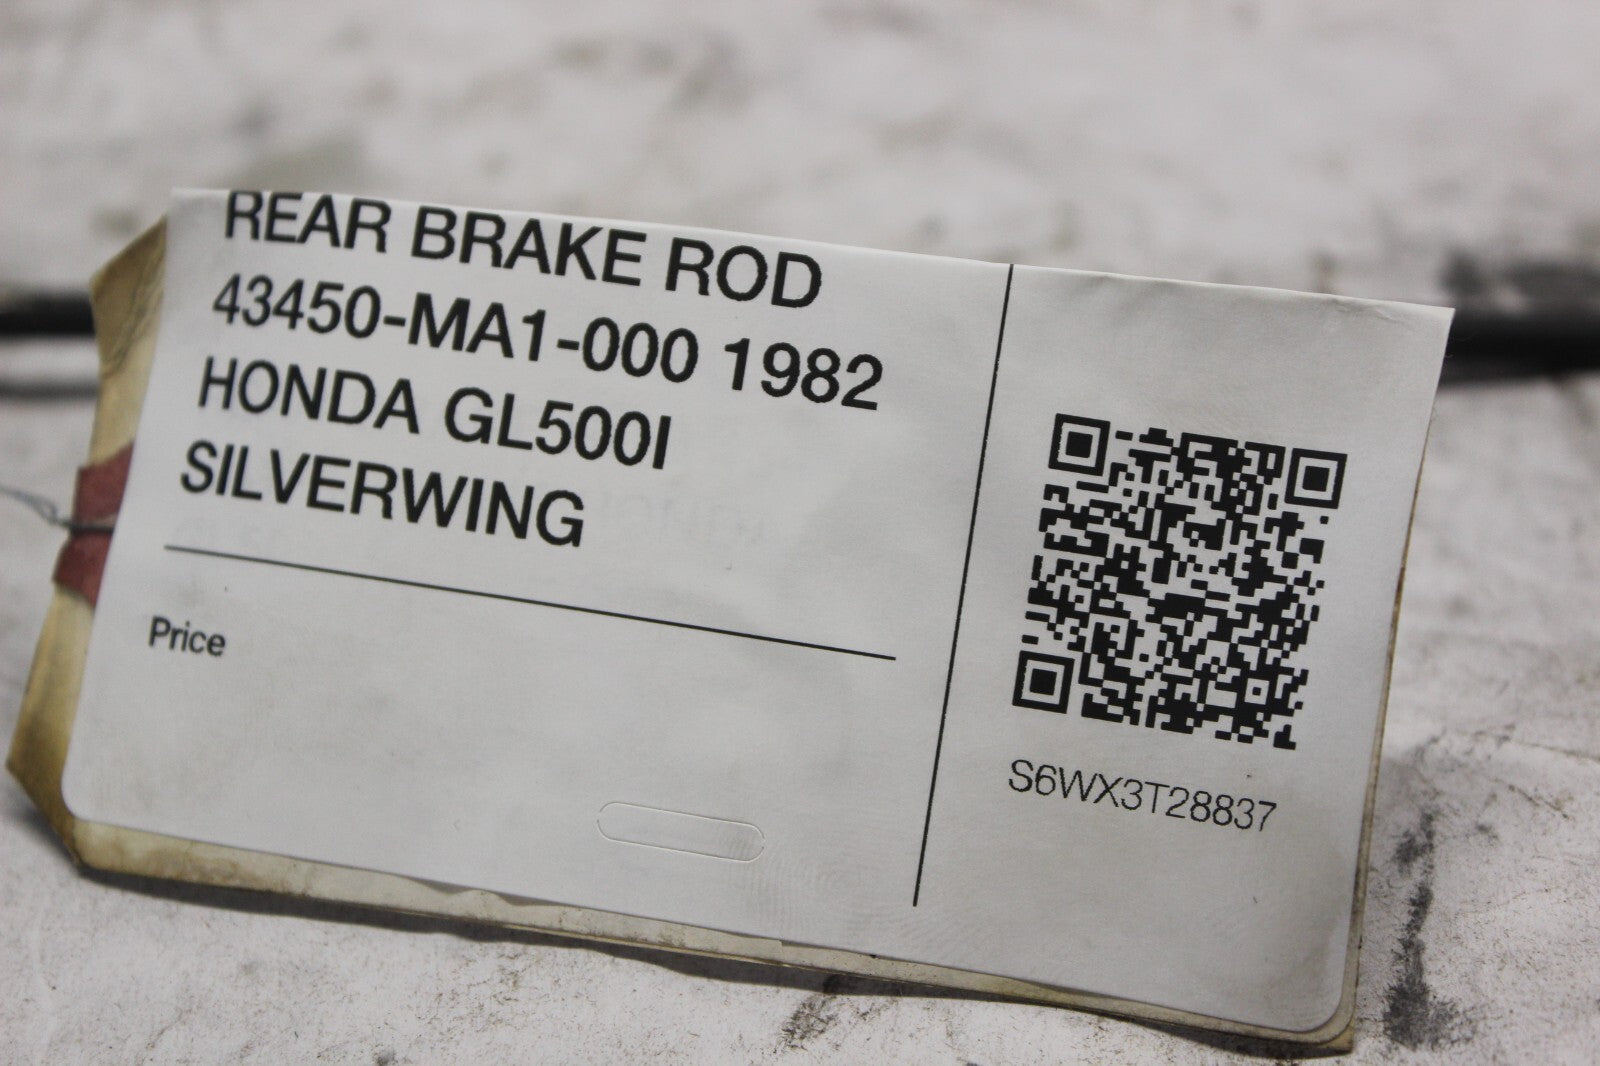 REAR BRAKE ROD
43450-MA1-000 1982
HONDA GL500I
SILVERWING
Price
S6WX3T28837